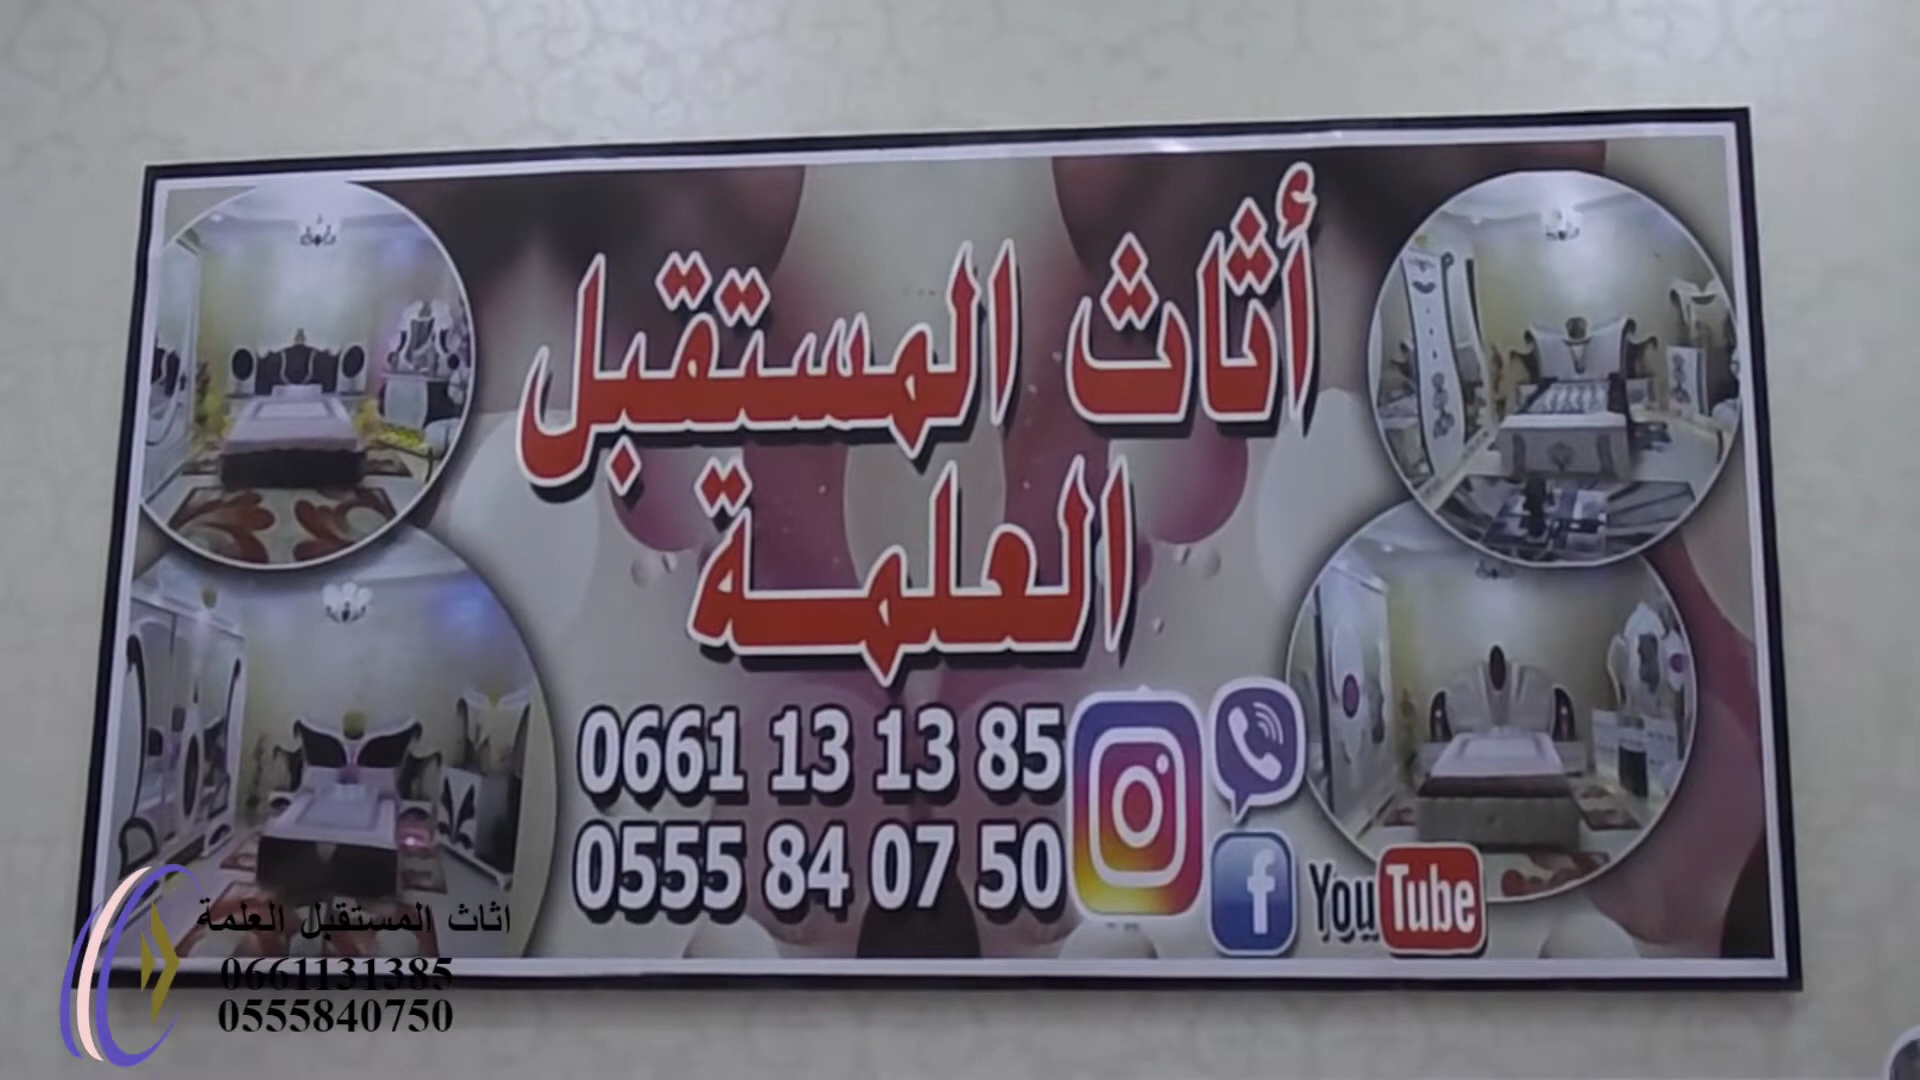 أثاث المستقبل
العلمة
0661 13 13 85
0555 84 07 50
f
YouTube
اثاث المستقبل العلمة
0661131385
0555840750